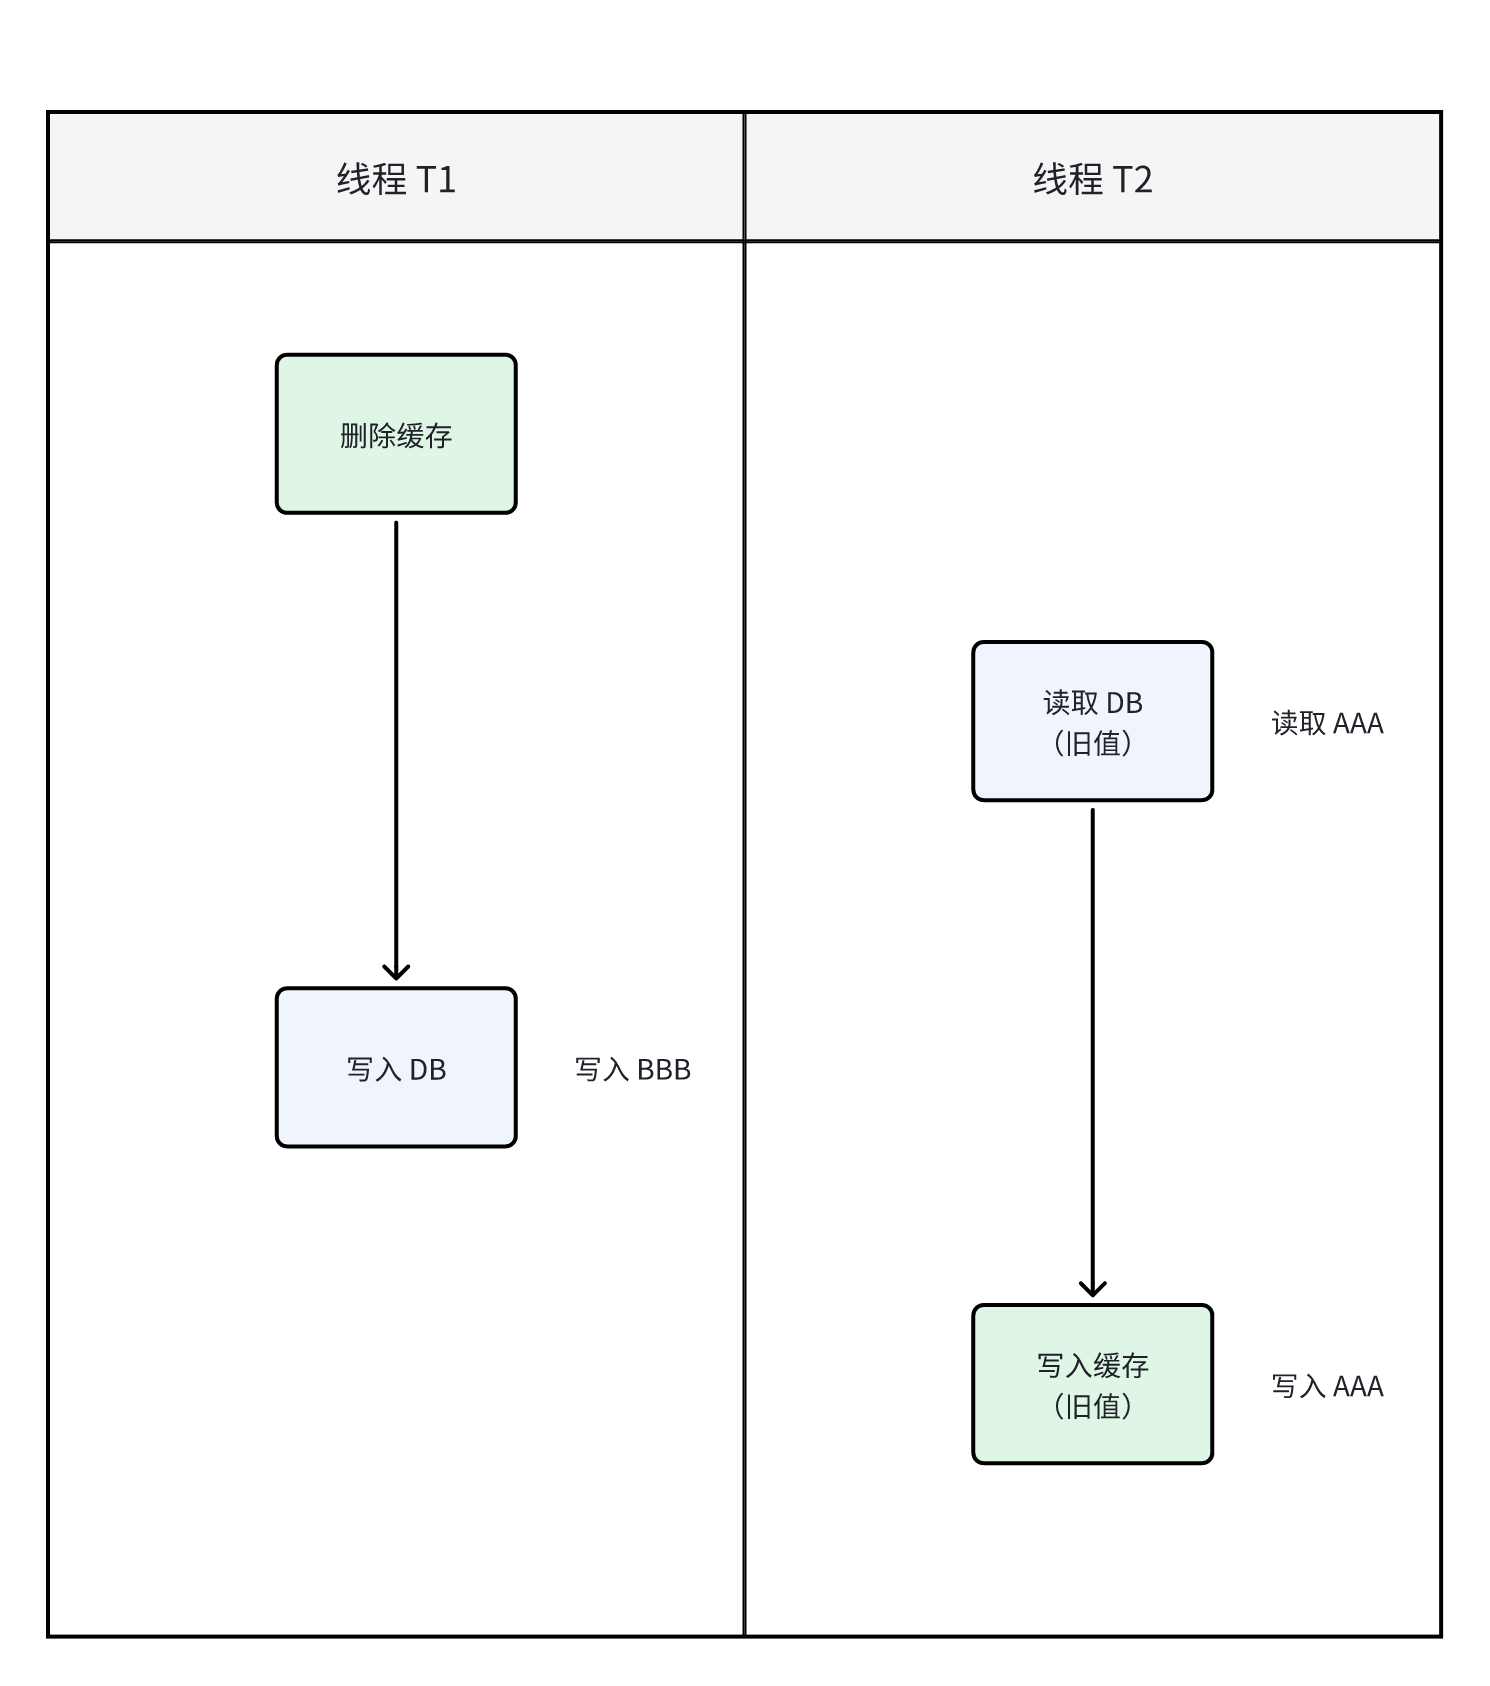 线程 T1
线程 T2
删除缓存
读取 DB
（旧值）
读取 AAA
写入 DB
写入 BBB
写入缓存
（旧值）
写入 AAA